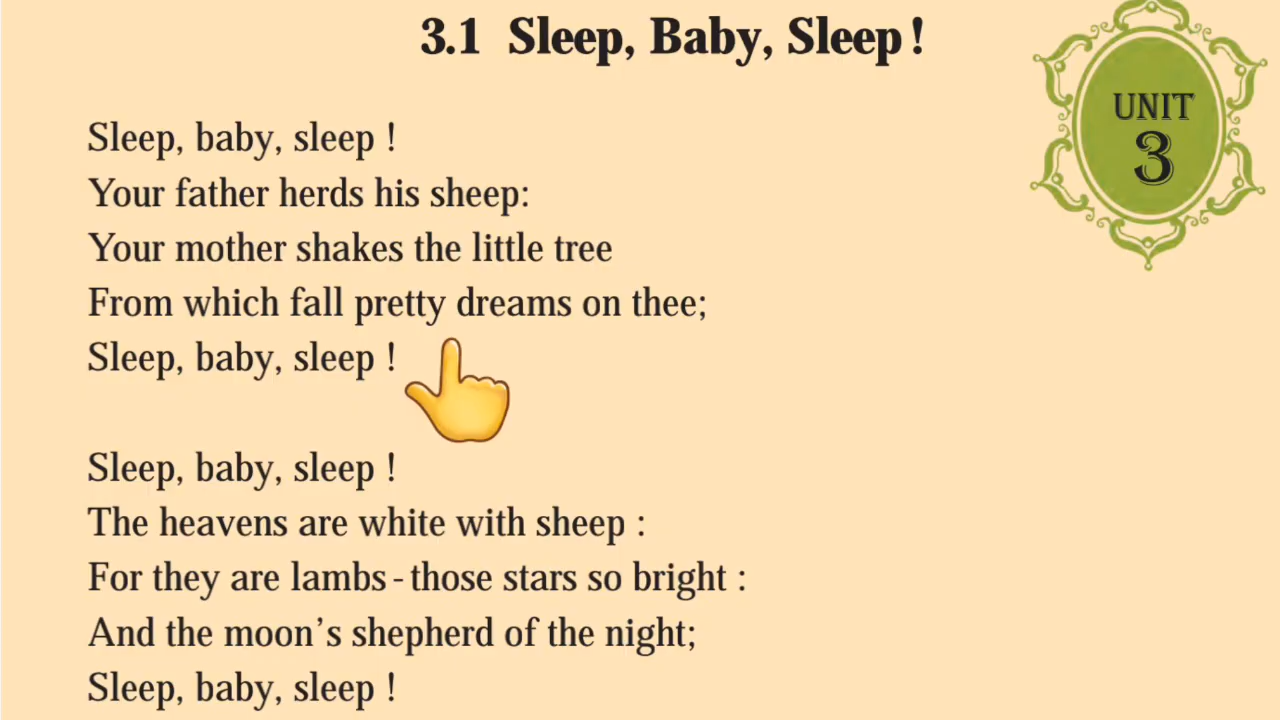 3.1 Sleep, Baby, Sleep !
UNIT
3
Sleep, baby, sleep !
Your father herds his sheep:
Your mother shakes the little tree
From which fall pretty dreams on thee;
Sleep, baby, sleep !
Sleep, baby, sleep !
The heavens are white with sheep :
For they are lambs - those stars so bright :
And the moon’s shepherd of the night;
Sleep, baby, sleep !